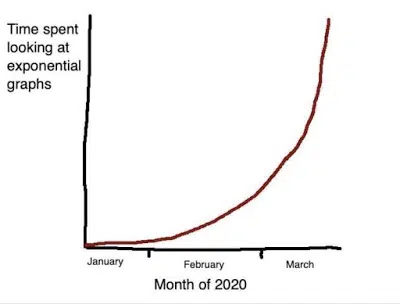 Time spent
looking at
exponential
graphs
January
February
March
Month of 2020